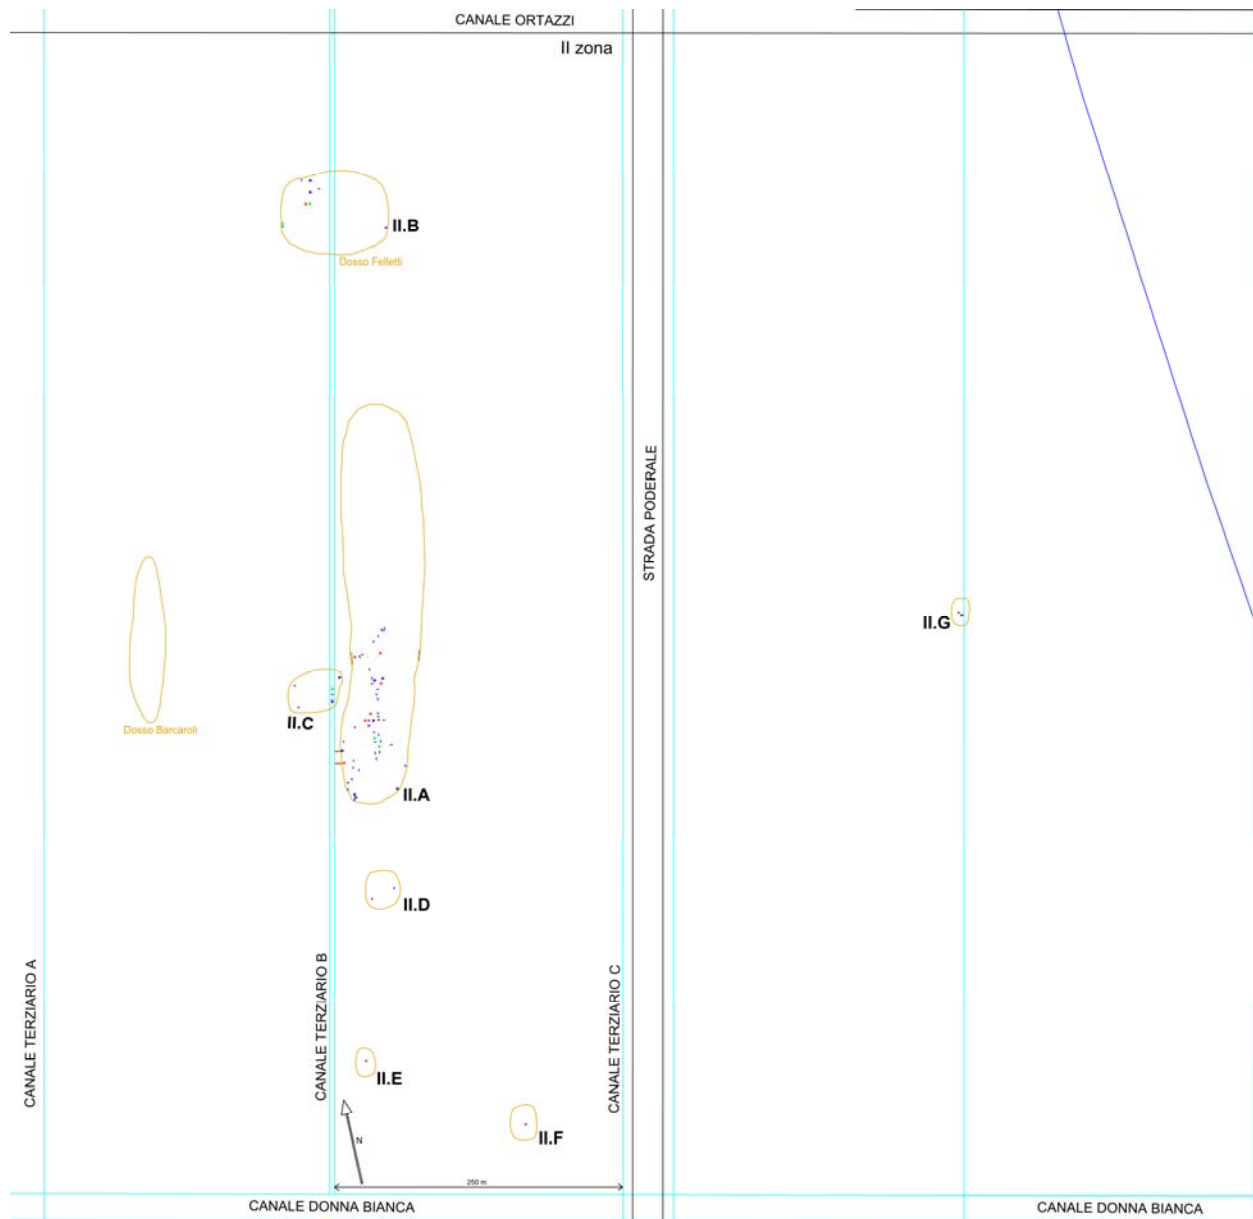 CANALE ORTAZZI
II zona
II.B
Dosso Felletti
STRADA PODERALE
II.G
II.C
Dosso Barcaroli
II.A
II.D
CANALE TERZIARIO A
CANALE TERZIARIO B
CANALE TERZIARIO C
II.E
II.F
N
250 m
CANALE DONNA BIANCA
CANALE DONNA BIANCA